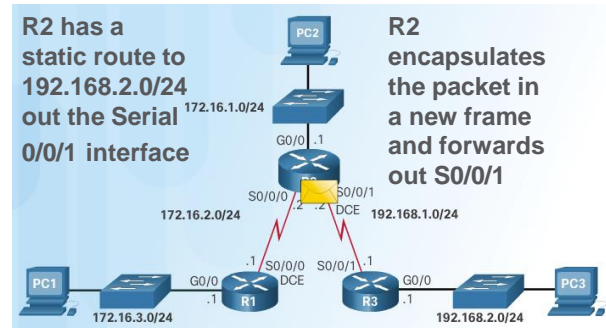 R2 has a
static route to
192.168.2.0/24
out the Serial
0/0/1 interface
R2
encapsulates
the packet in
a new frame
and forwards
out S0/0/1
PC2
172.16.1.0/24
G0/0 .1
S0/0/0 S0/0/1
.2 .2 DCE
172.16.2.0/24 192.168.1.0/24
.1 S0/0/0 S0/0/1 .1
DCE
PC1 G0/0 G0/0 PC3
.1 R1 R3 .1
172.16.3.0/24 192.168.2.0/24